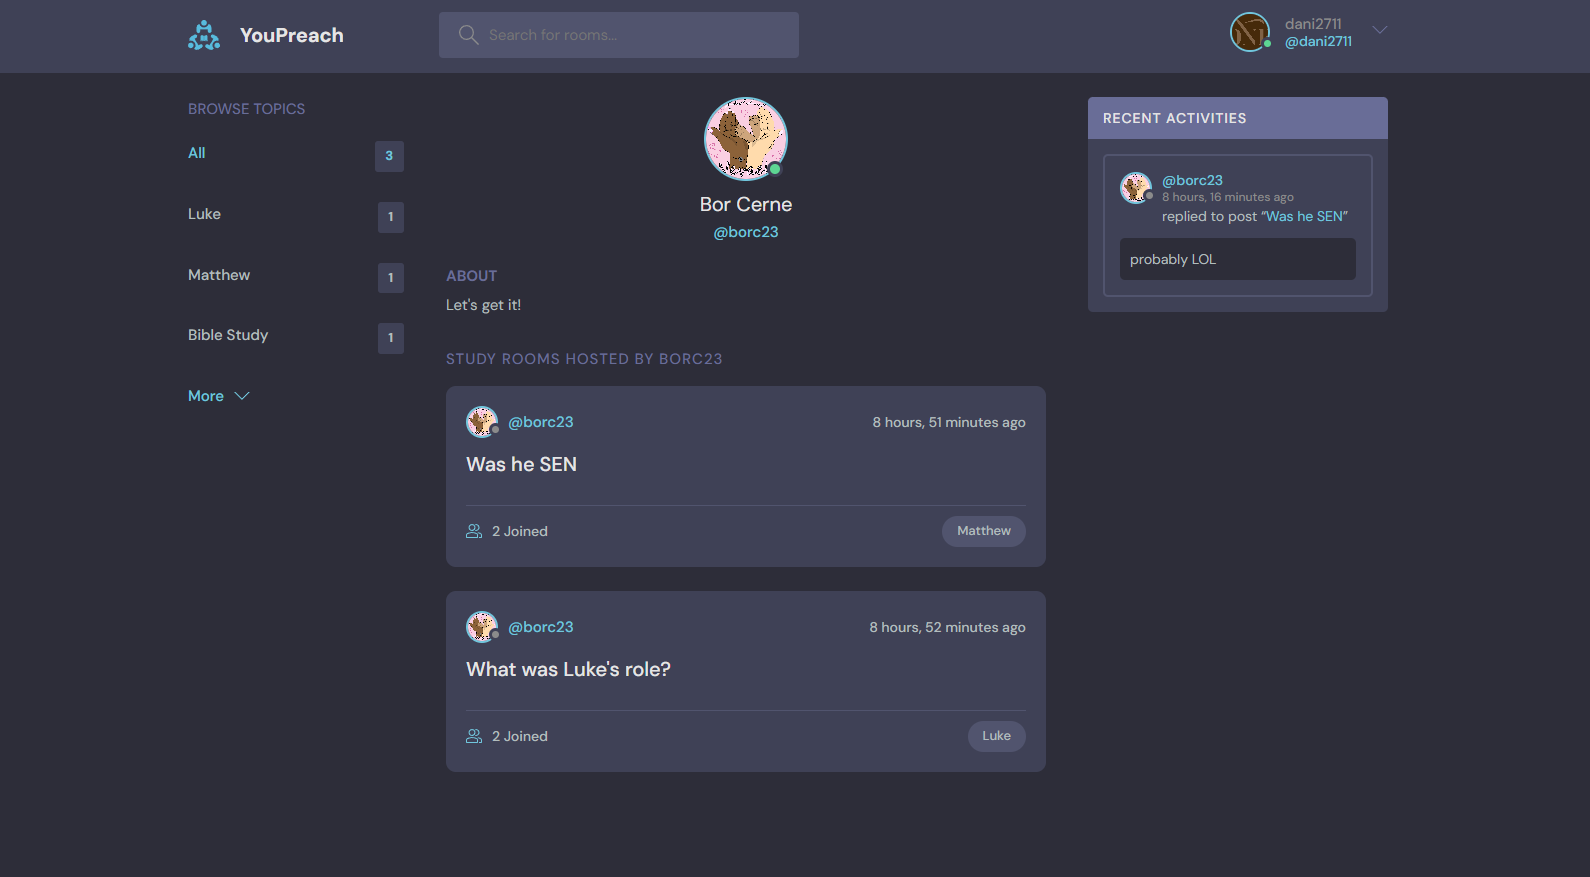 YouPreach
Search for rooms...
dani2711
@dani2711
BROWSE TOPICS
All
3
Luke
1
Matthew
1
Bible Study
1
More
Bor Cerne
@borc23
ABOUT
Let's get it!
STUDY ROOMS HOSTED BY BORC23
@borc23
8 hours, 51 minutes ago
Was he SEN
2 Joined
Matthew
@borc23
8 hours, 52 minutes ago
What was Luke's role?
2 Joined
Luke
RECENT ACTIVITIES
@borc23
8 hours, 16 minutes ago
replied to post “Was he SEN”
probably LOL